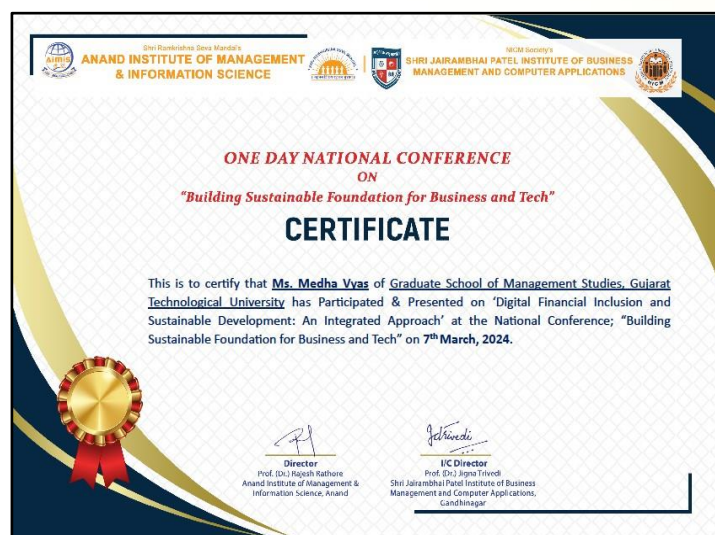 Shri Ramkrishna Seva Mandal's
ANAND INSTITUTE OF MANAGEMENT
& INFORMATION SCIENCE
NICM Society's
SHRI JAIRAMBHAI PATEL INSTITUTE OF BUSINESS
MANAGEMENT AND COMPUTER APPLICATIONS
AIMIS
NICM
ONE DAY NATIONAL CONFERENCE
ON
"Building Sustainable Foundation for Business and Tech"
CERTIFICATE
This is to certify that Ms. Medha Vyas of Graduate School of Management Studies, Gujarat
Technological University has Participated & Presented on 'Digital Financial Inclusion and
Sustainable Development: An Integrated Approach' at the National Conference; "Building
Sustainable Foundation for Business and Tech" on 7th March, 2024.
Jdtrivedi
Director
Prof. (Dr.) Rajesh Rathore
Anand Institute of Management &
Information Science, Anand
I/C Director
Prof. (Dr.) Jigna Trivedi
Shri Jairambhai Patel Institute of Business
Management and Computer Applications,
Gandhinagar